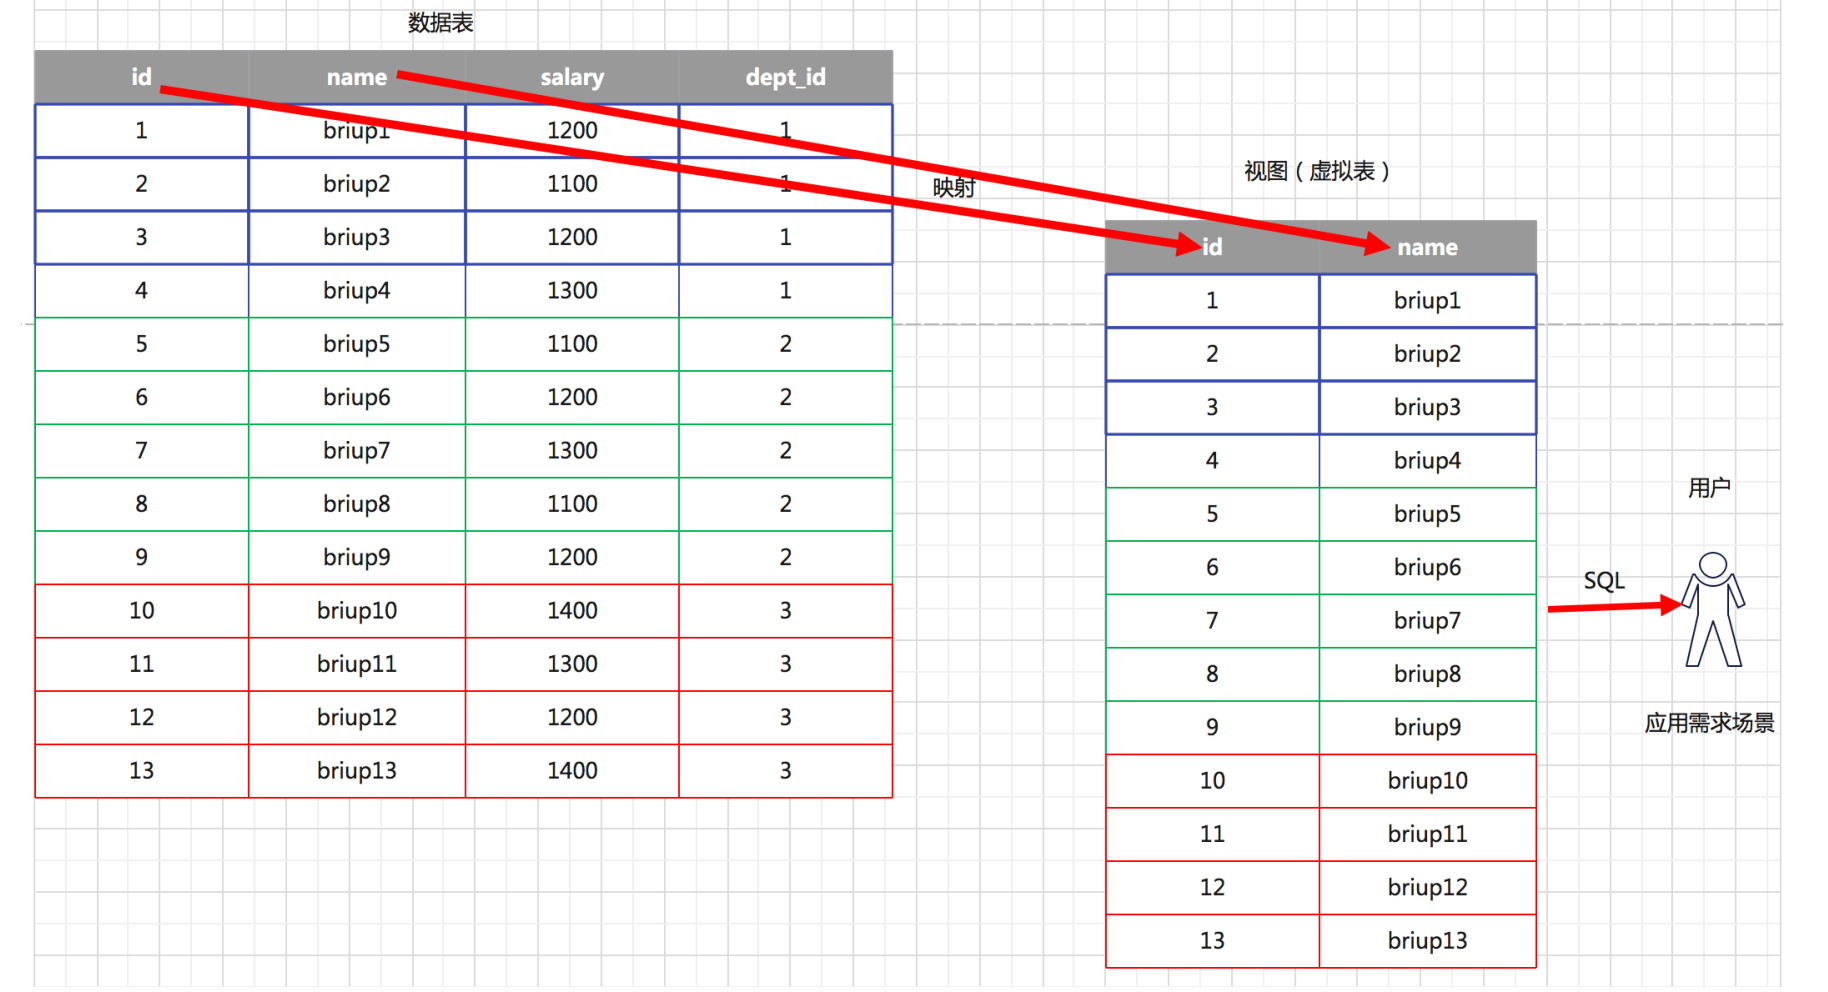 数据表
id name salary dept_id
1 briup1 1200 1
2 briup2 1100 1
3 briup3 1200 1
4 briup4 1300 1
5 briup5 1100 2
6 briup6 1200 2
7 briup7 1300 2
8 briup8 1100 2
9 briup9 1200 2
10 briup10 1400 3
11 briup11 1300 3
12 briup12 1200 3
13 briup13 1400 3
映射
视图（虚拟表）
id name
1 briup1
2 briup2
3 briup3
4 briup4
5 briup5
6 briup6
7 briup7
8 briup8
9 briup9
10 briup10
11 briup11
12 briup12
13 briup13
SQL
用户
应用需求场景